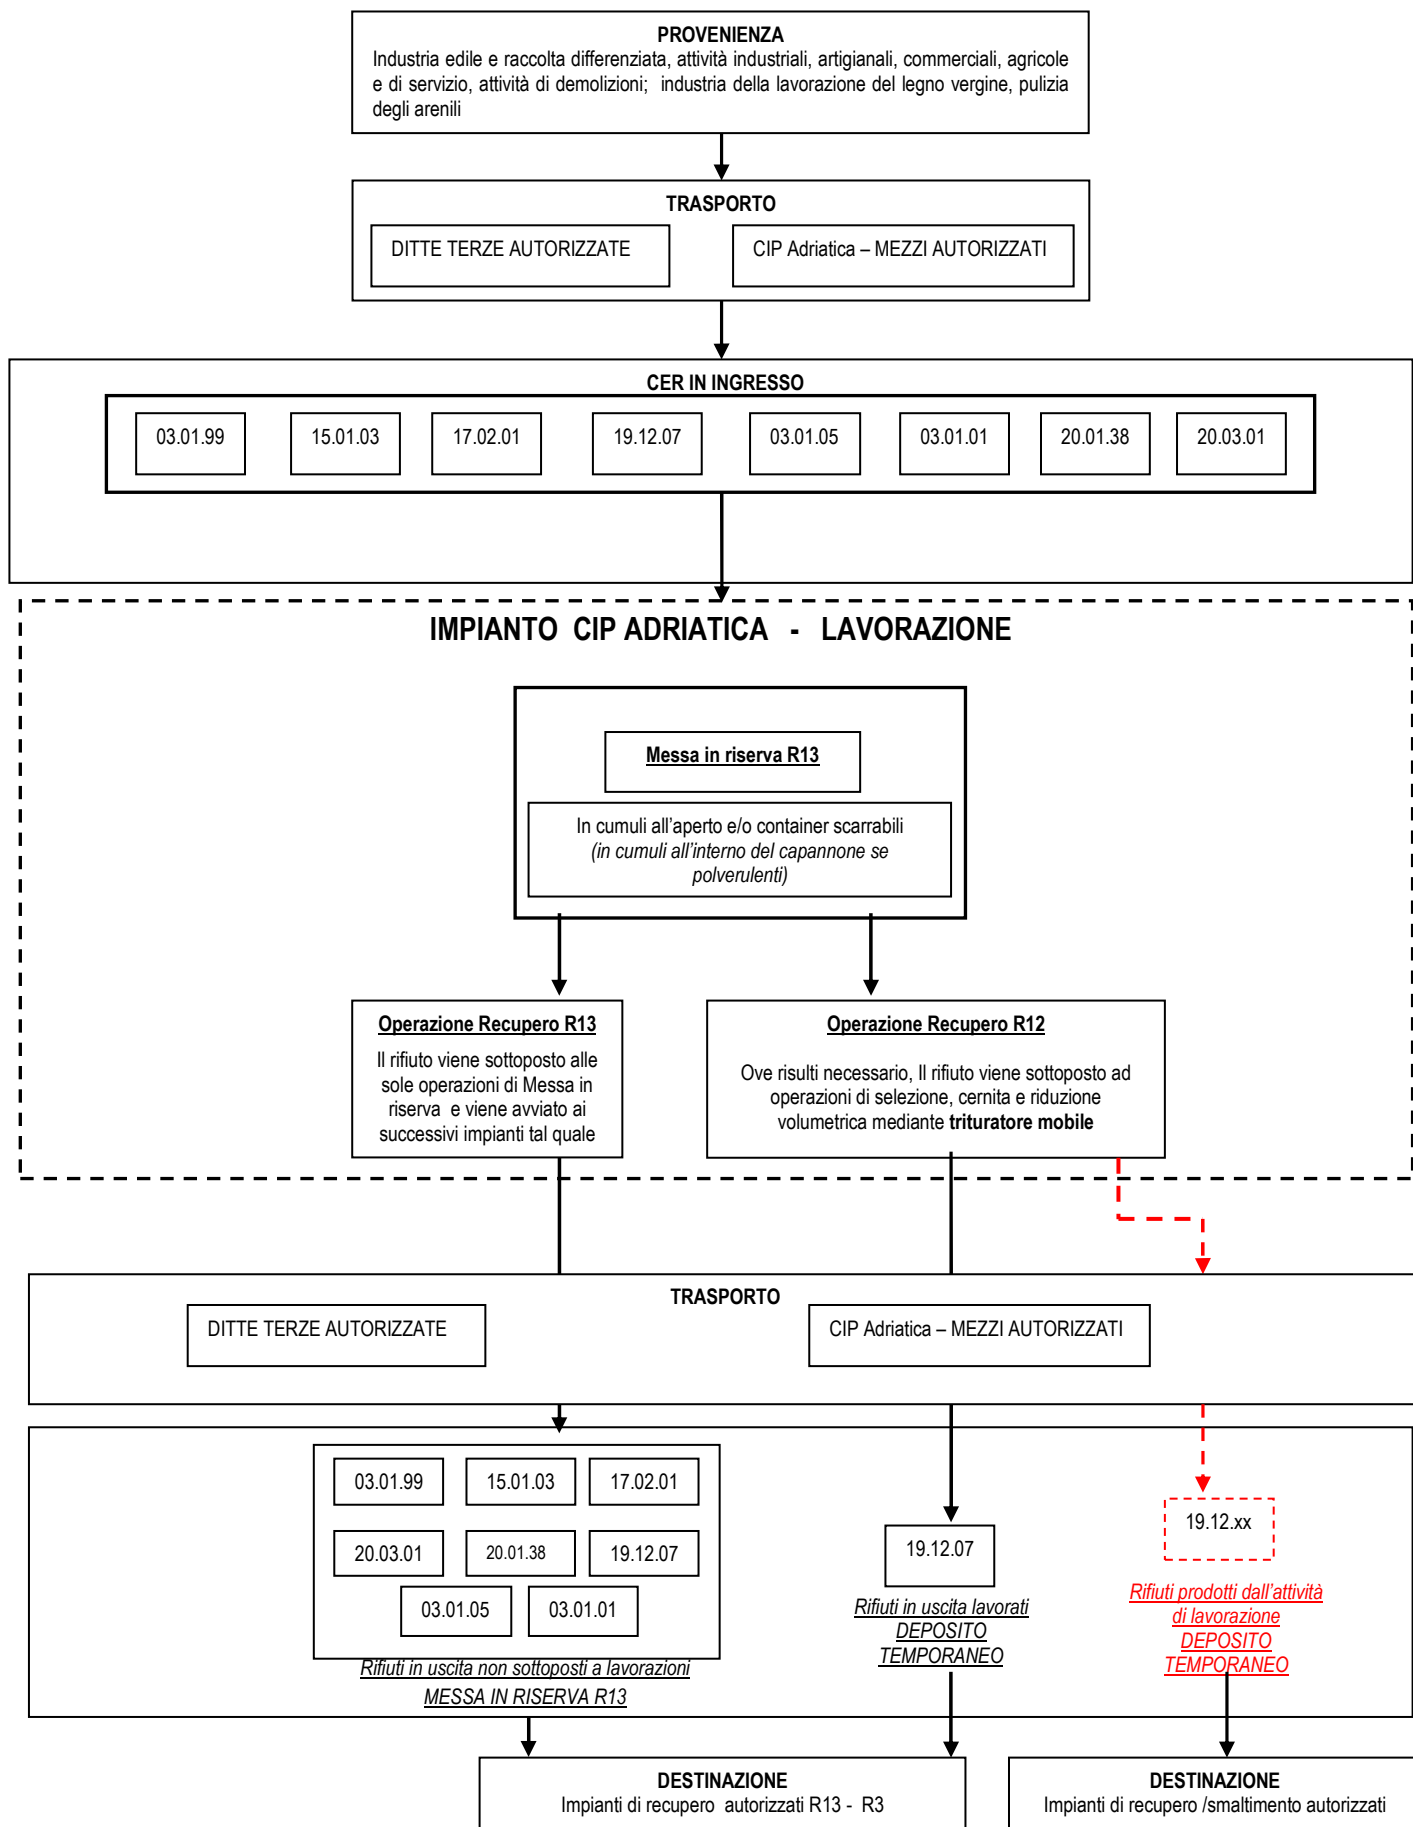 PROVENIENZA
Industria edile e raccolta differenziata, attività industriali, artigianali, commerciali, agricole
e di servizio, attività di demolizioni; industria della lavorazione del legno vergine, pulizia
degli arenili
TRASPORTO
DITTE TERZE AUTORIZZATE
CIP Adriatica – MEZZI AUTORIZZATI
CER IN INGRESSO
03.01.99
15.01.03
17.02.01
19.12.07
03.01.05
03.01.01
20.01.38
20.03.01
IMPIANTO CIP ADRIATICA - LAVORAZIONE
Messa in riserva R13
In cumuli all’aperto e/o container scarrabili
(in cumuli all’interno del capannone se
polverulenti)
Operazione Recupero R13
Il rifiuto viene sottoposto alle
sole operazioni di Messa in
riserva e viene avviato ai
successivi impianti tal quale
Operazione Recupero R12
Ove risulti necessario, Il rifiuto viene sottoposto ad
operazioni di selezione, cernita e riduzione
volumetrica mediante trituratore mobile
TRASPORTO
DITTE TERZE AUTORIZZATE
CIP Adriatica – MEZZI AUTORIZZATI
03.01.99
15.01.03
17.02.01
20.03.01
20.01.38
19.12.07
03.01.05
03.01.01
Rifiuti in uscita non sottoposti a lavorazioni
MESSA IN RISERVA R13
19.12.07
Rifiuti in uscita lavorati
DEPOSITO
TEMPORANEO
19.12.xx
Rifiuti prodotti dall’attività
di lavorazione
DEPOSITO
TEMPORANEO
DESTINAZIONE
Impianti di recupero autorizzati R13 - R3
DESTINAZIONE
Impianti di recupero /smaltimento autorizzati